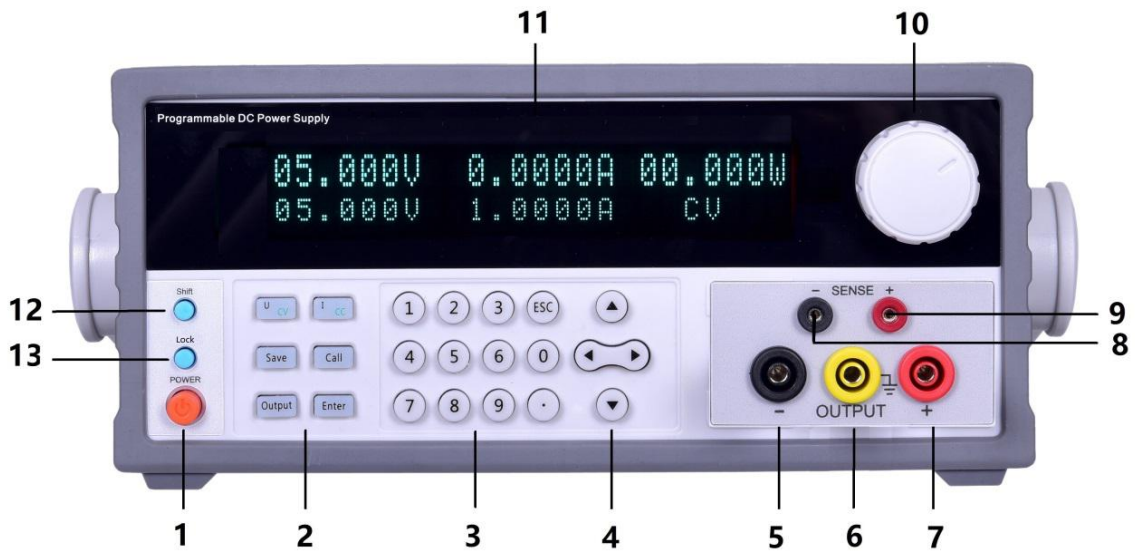 11
10
Programmable DC Power Supply
05.000V 0.0000A 00.000W
05.000V 1.0000A CV
Shift
12
Lock
13
POWER
U CV I CC
Save Call
Output Enter
1 2 3 ESC
4 5 6 0
7 8 9 .
- SENSE +
9
8
- OUTPUT +
1 2 3 4 5 6 7